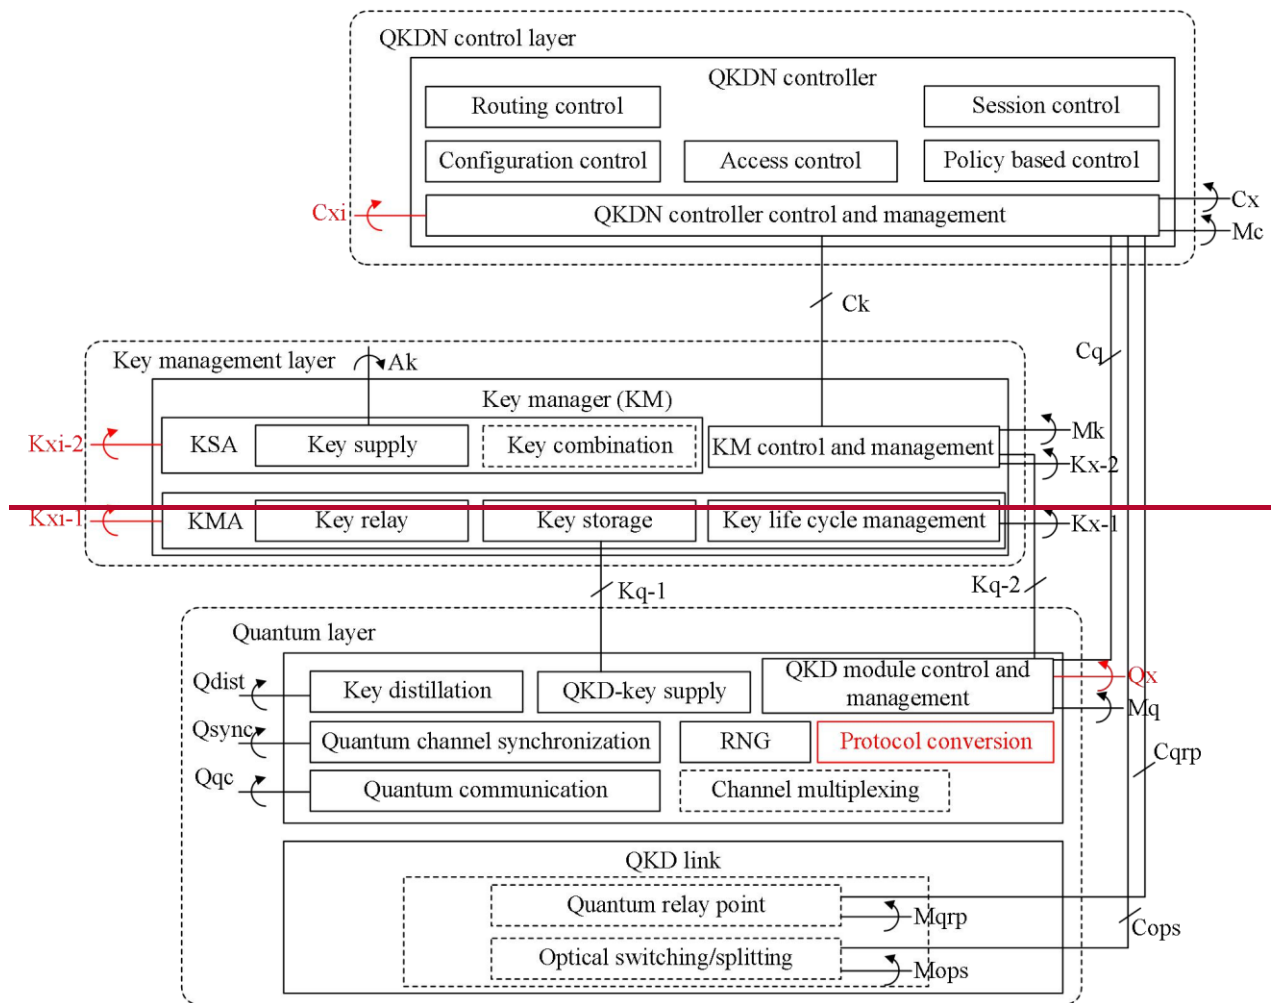 QKDN control layer
QKDN controller
Routing control
Session control
Configuration control
Access control
Policy based control
Cxi
QKDN controller control and management
Cx
Mc
Ck
Cq
Key management layer
Ak
Key manager (KM)
Kxi-2
KSA
Key supply
Key combination
KM control and management
Mk
Kx-2
Kxi-1
KMA
Key relay
Key storage
Key life cycle management
Kx-1
Kq-1
Kq-2
Quantum layer
Qdist
Key distillation
QKD-key supply
QKD module control and
management
Qx
Mq
Qsync
Quantum channel synchronization
RNG
Protocol conversion
Cqrp
Qqc
Quantum communication
Channel multiplexing
QKD link
Quantum relay point
Mqrp
Cops
Optical switching/splitting
Mops